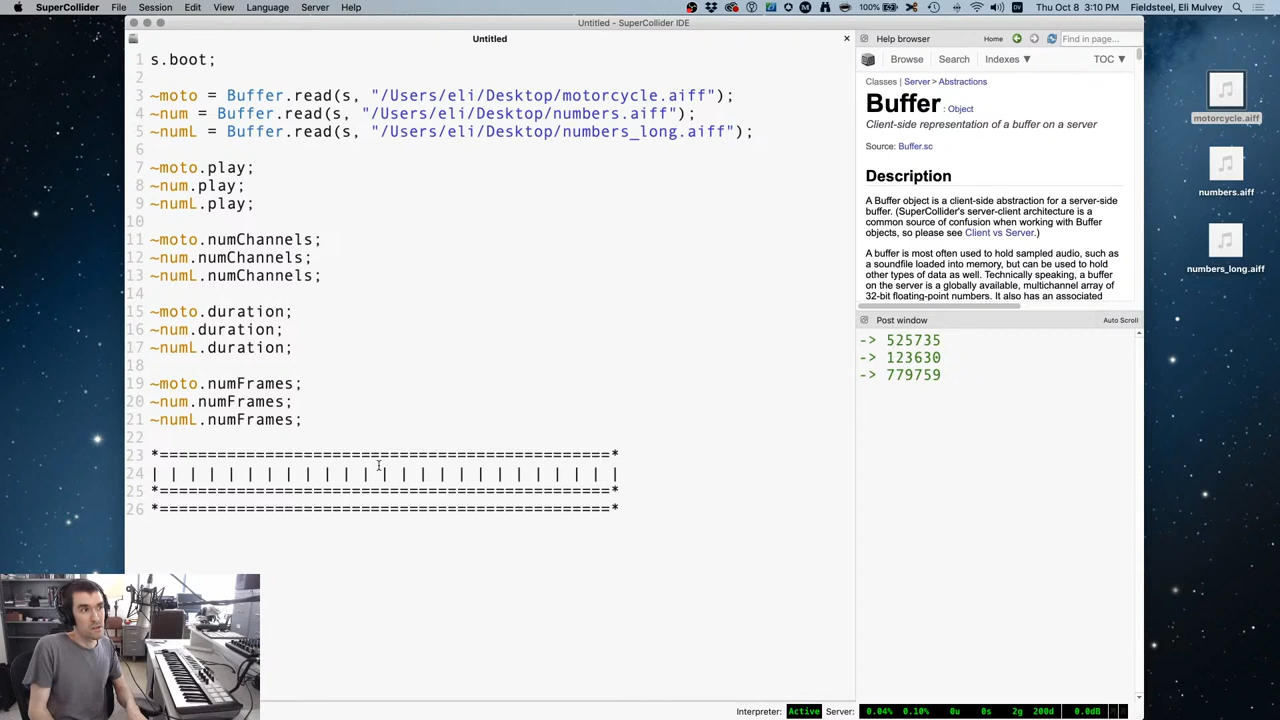 SuperCollider File Session Edit View Language Server Help
100% Thu Oct 8 3:10 PM Fieldsteel, Eli Mulvey
Untitled - SuperCollider IDE
Untitled
1 s.boot;
2
3 ~moto = Buffer.read(s, "/Users/eli/Desktop/motorcycle.aiff");
4 ~num = Buffer.read(s, "/Users/eli/Desktop/numbers.aiff");
5 ~numL = Buffer.read(s, "/Users/eli/Desktop/numbers_long.aiff");
6
7 ~moto.play;
8 ~num.play;
9 ~numL.play;
10
11 ~moto.numChannels;
12 ~num.numChannels;
13 ~numL.numChannels;
14
15 ~moto.duration;
16 ~num.duration;
17 ~numL.duration;
18
19 ~moto.numFrames;
20 ~num.numFrames;
21 ~numL.numFrames;
22
23 *===============================================*
24 | | | | | | | | | | | | | | | | | | | | | | | | |
25 *===============================================*
26 *===============================================*
Help browser Home Find in page...
Browse Search Indexes ▼ TOC ▼
Classes | Server > Abstractions
Buffer : Object
Client-side representation of a buffer on a server
Source: Buffer.sc
Description
A Buffer object is a client-side abstraction for a server-side
buffer. (SuperCollider's server-client architecture is a
common source of confusion when working with Buffer
objects, so please see Client vs Server.)
A buffer is most often used to hold sampled audio, such as
a soundfile loaded into memory, but can be used to hold
other types of data as well. Technically speaking, a buffer
on the server is a globally available, multichannel array of
32-bit floating-point numbers. It also has an associated
Post window Auto Scroll
-> 525735
-> 123630
-> 779759
motorcycle.aiff
numbers.aiff
numbers_long.aiff
Interpreter: Active Server: 0.04% 0.10% 0u 0s 2g 200d 0.0dB